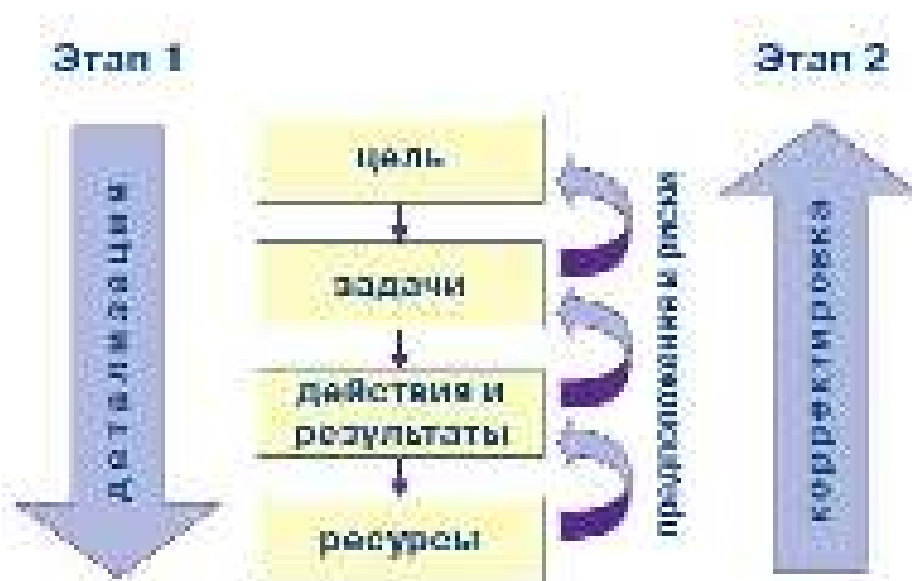 Этап 1
Этап 2
детализация
цель
задачи
действия и
результаты
ресурсы
предположения и риски
корректировка